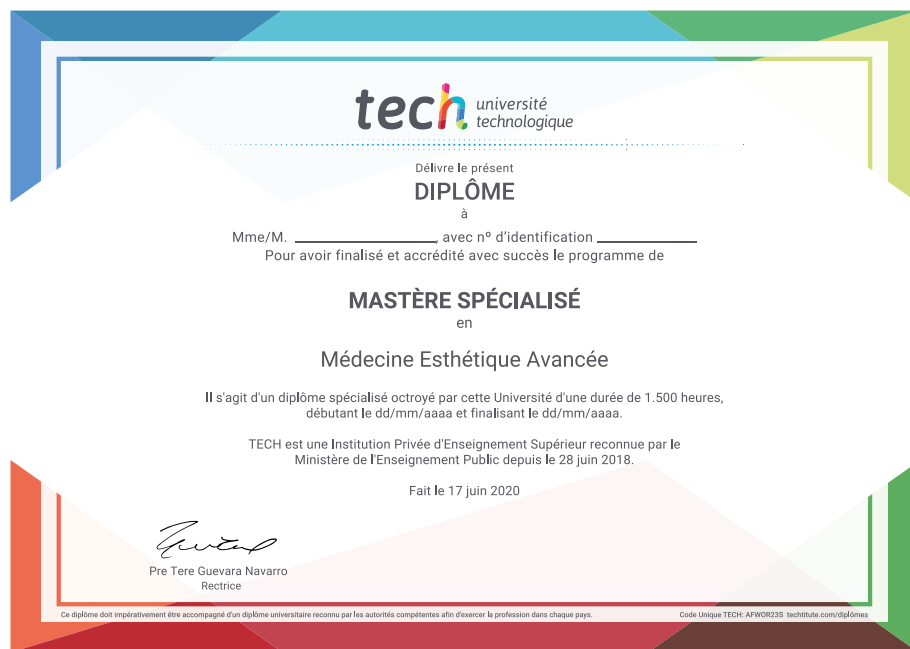 tech université
technologique
Délivre le présent
DIPLÔME
à
Mme/M. ____________, avec nº d'identification ____________
Pour avoir finalisé et accrédité avec succès le programme de
MASTÈRE SPÉCIALISÉ
en
Médecine Esthétique Avancée
Il s'agit d'un diplôme spécialisé octroyé par cette Université d'une durée de 1.500 heures,
débutant le dd/mm/aaaa et finalisant le dd/mm/aaaa.
TECH est une Institution Privée d'Enseignement Supérieur reconnue par le
Ministère de l'Enseignement Public depuis le 28 juin 2018.
Fait le 17 juin 2020
Pre Tere Guevara Navarro
Rectrice
Ce diplôme doit impérativement être accompagné d'un diplôme universitaire reconnu par les autorités compétentes afin d'exercer la profession dans chaque pays.
Code Unique TECH: AFWOR23S techtitute.com/diplômes